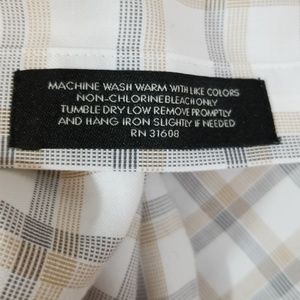 MACHINE WASH WARM WITH LIKE COLORS
NON-CHLORINE BLEACH ONLY
TUMBLE DRY LOW REMOVE PROMPTLY
AND HANG IRON SLIGHTLY IF NEEDED
RN 31608